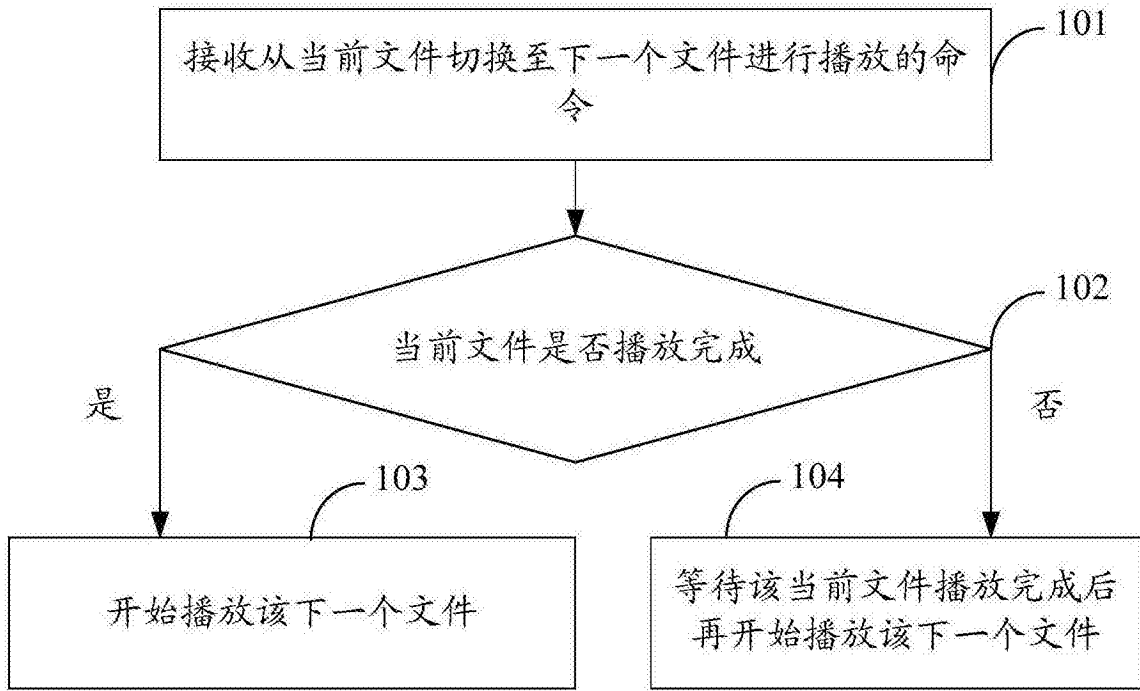 接收从当前文件切换至下一个文件进行播放的命
令
101
当前文件是否播放完成
102
是
否
103
104
开始播放该下一个文件
等待该当前文件播放完成后
再开始播放该下一个文件